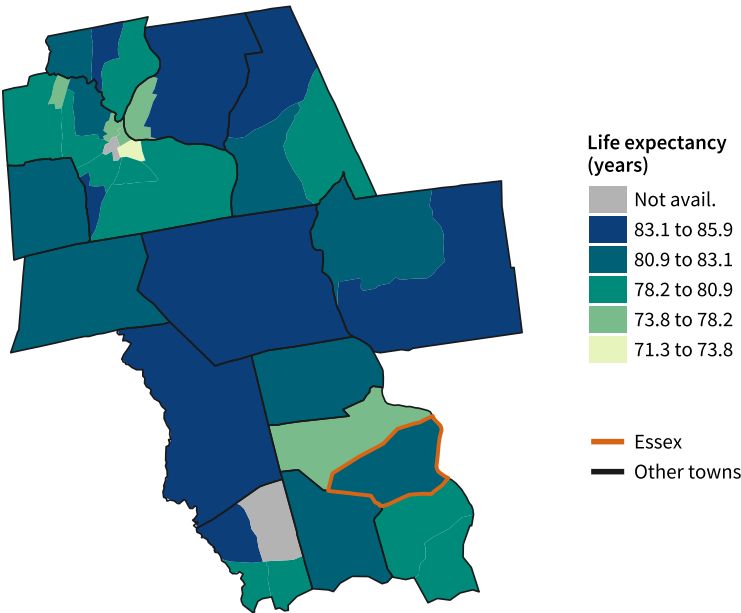 Life expectancy
(years)
Not avail.
83.1 to 85.9
80.9 to 83.1
78.2 to 80.9
73.8 to 78.2
71.3 to 73.8
Essex
Other towns